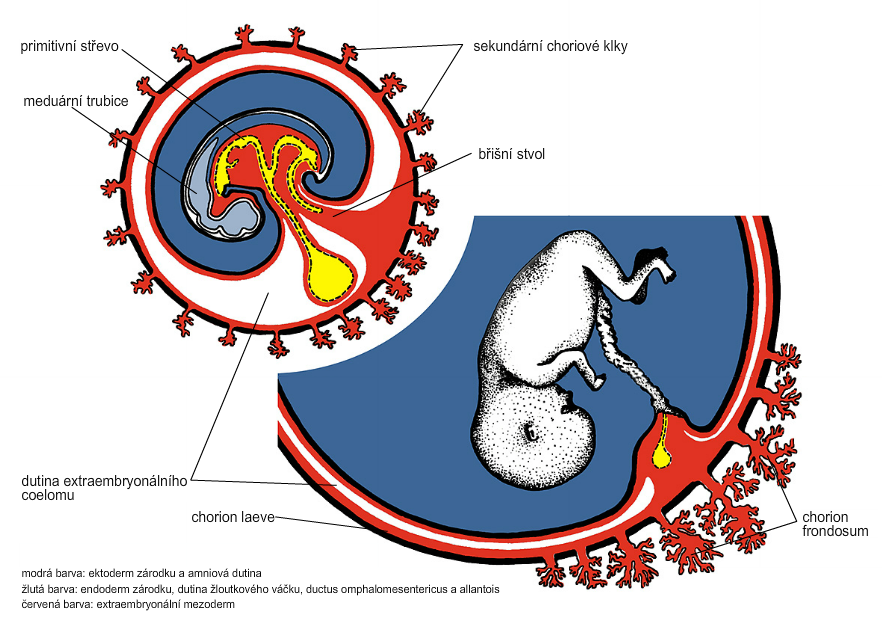 primitivní střevo
sekundární choriové klky
meduární trubice
břišní stvol
dutina extraembryonálního
coelomu
chorion laeve
chorion
frondosum
modrá barva: ektoderm zárodku a amniová dutina
žlutá barva: endoderm zárodku, dutina žloutkového váčku, ductus omphalomesentericus a allantois
červená barva: extraembryonální mezoderm